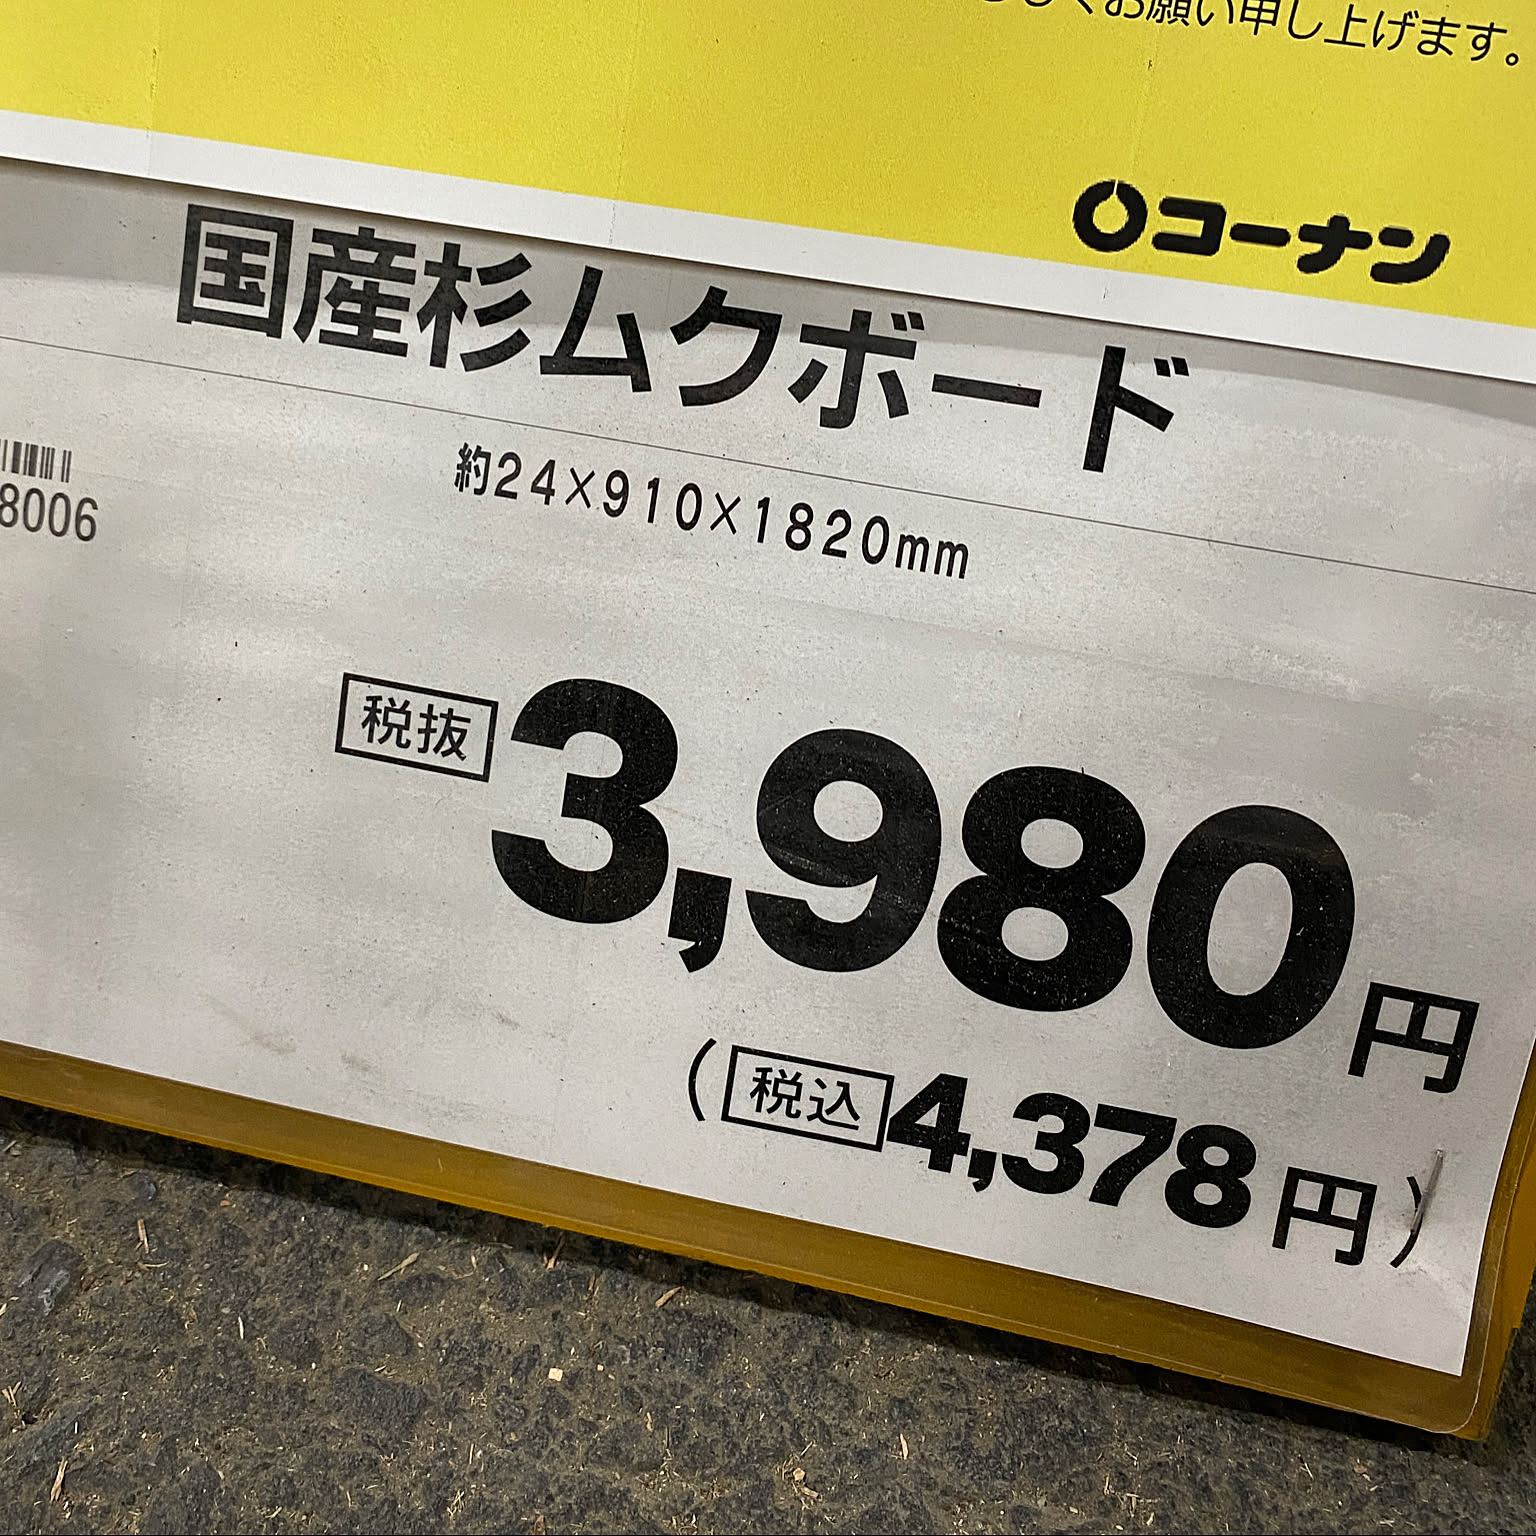 くお願い申し上げます。
コーナン
国産杉ムクボード
約24×910×1820mm
8006
税抜 3,980円
(税込 4,378円)